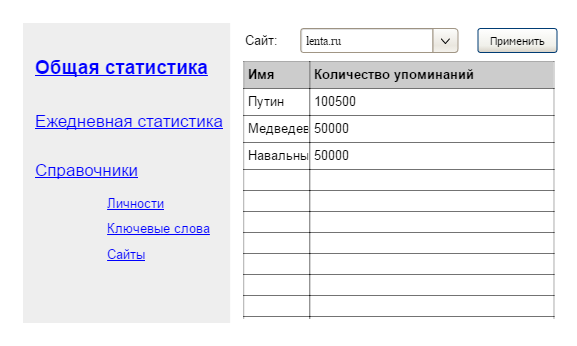 Общая статистика
Ежедневная статистика
Справочники
Личности
Ключевые слова
Сайты
Сайт: lenta.ru Применить
Имя Количество упоминаний
Путин 100500
Медведев 50000
Навальны 50000